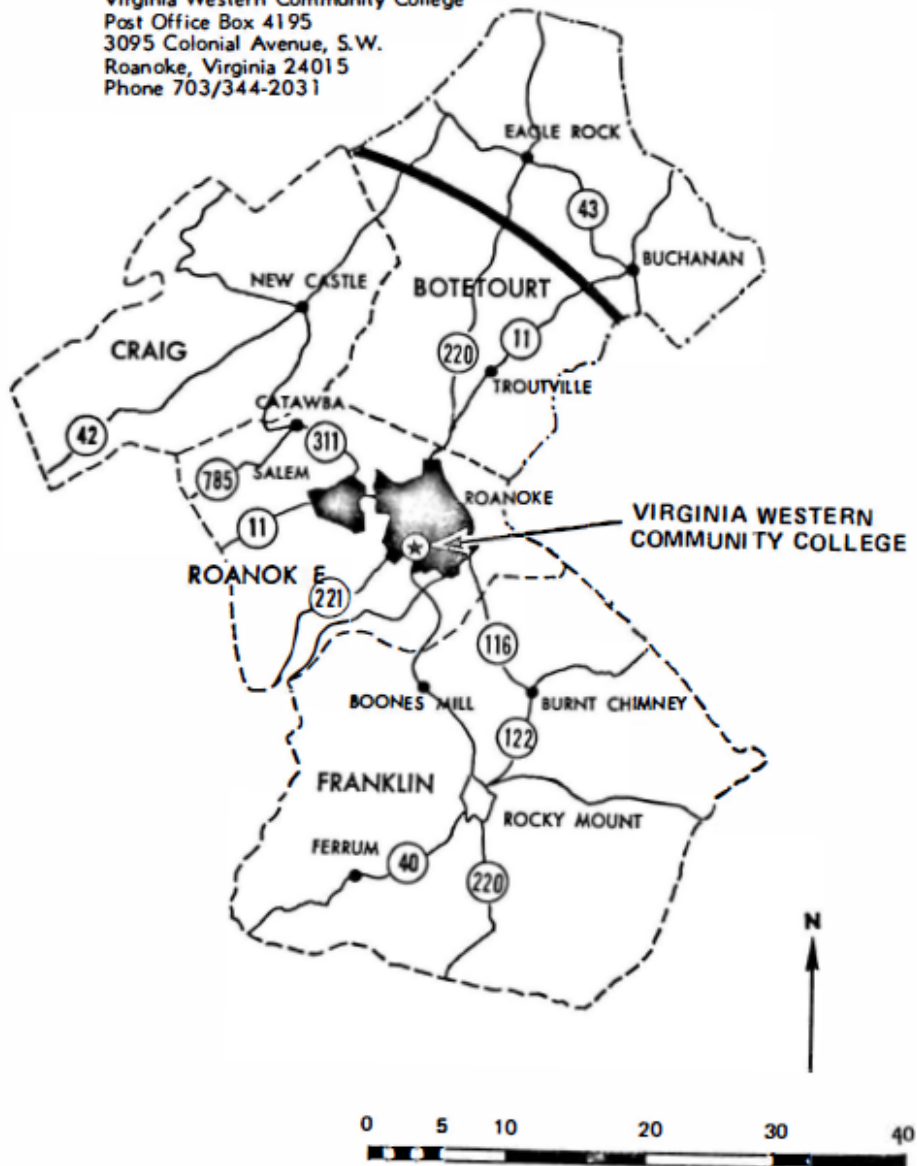 Virginia Western Community College
Post Office Box 4195
3095 Colonial Avenue, S.W.
Roanoke, Virginia 24015
Phone 703/344-2031
EAGLE ROCK
43
BUCHANAN
NEW CASTLE
BOTETOURT
CRAIG
220
11
TROUTVILLE
CATAWBA
42
311
785
SALEM
ROANOKE
11
VIRGINIA WESTERN
COMMUNITY COLLEGE
ROANOK E
221
116
BOONES MILL
BURNT CHIMNEY
122
FRANKLIN
ROCKY MOUNT
FERRUM
40
220
N
0 5 10 20 30 40